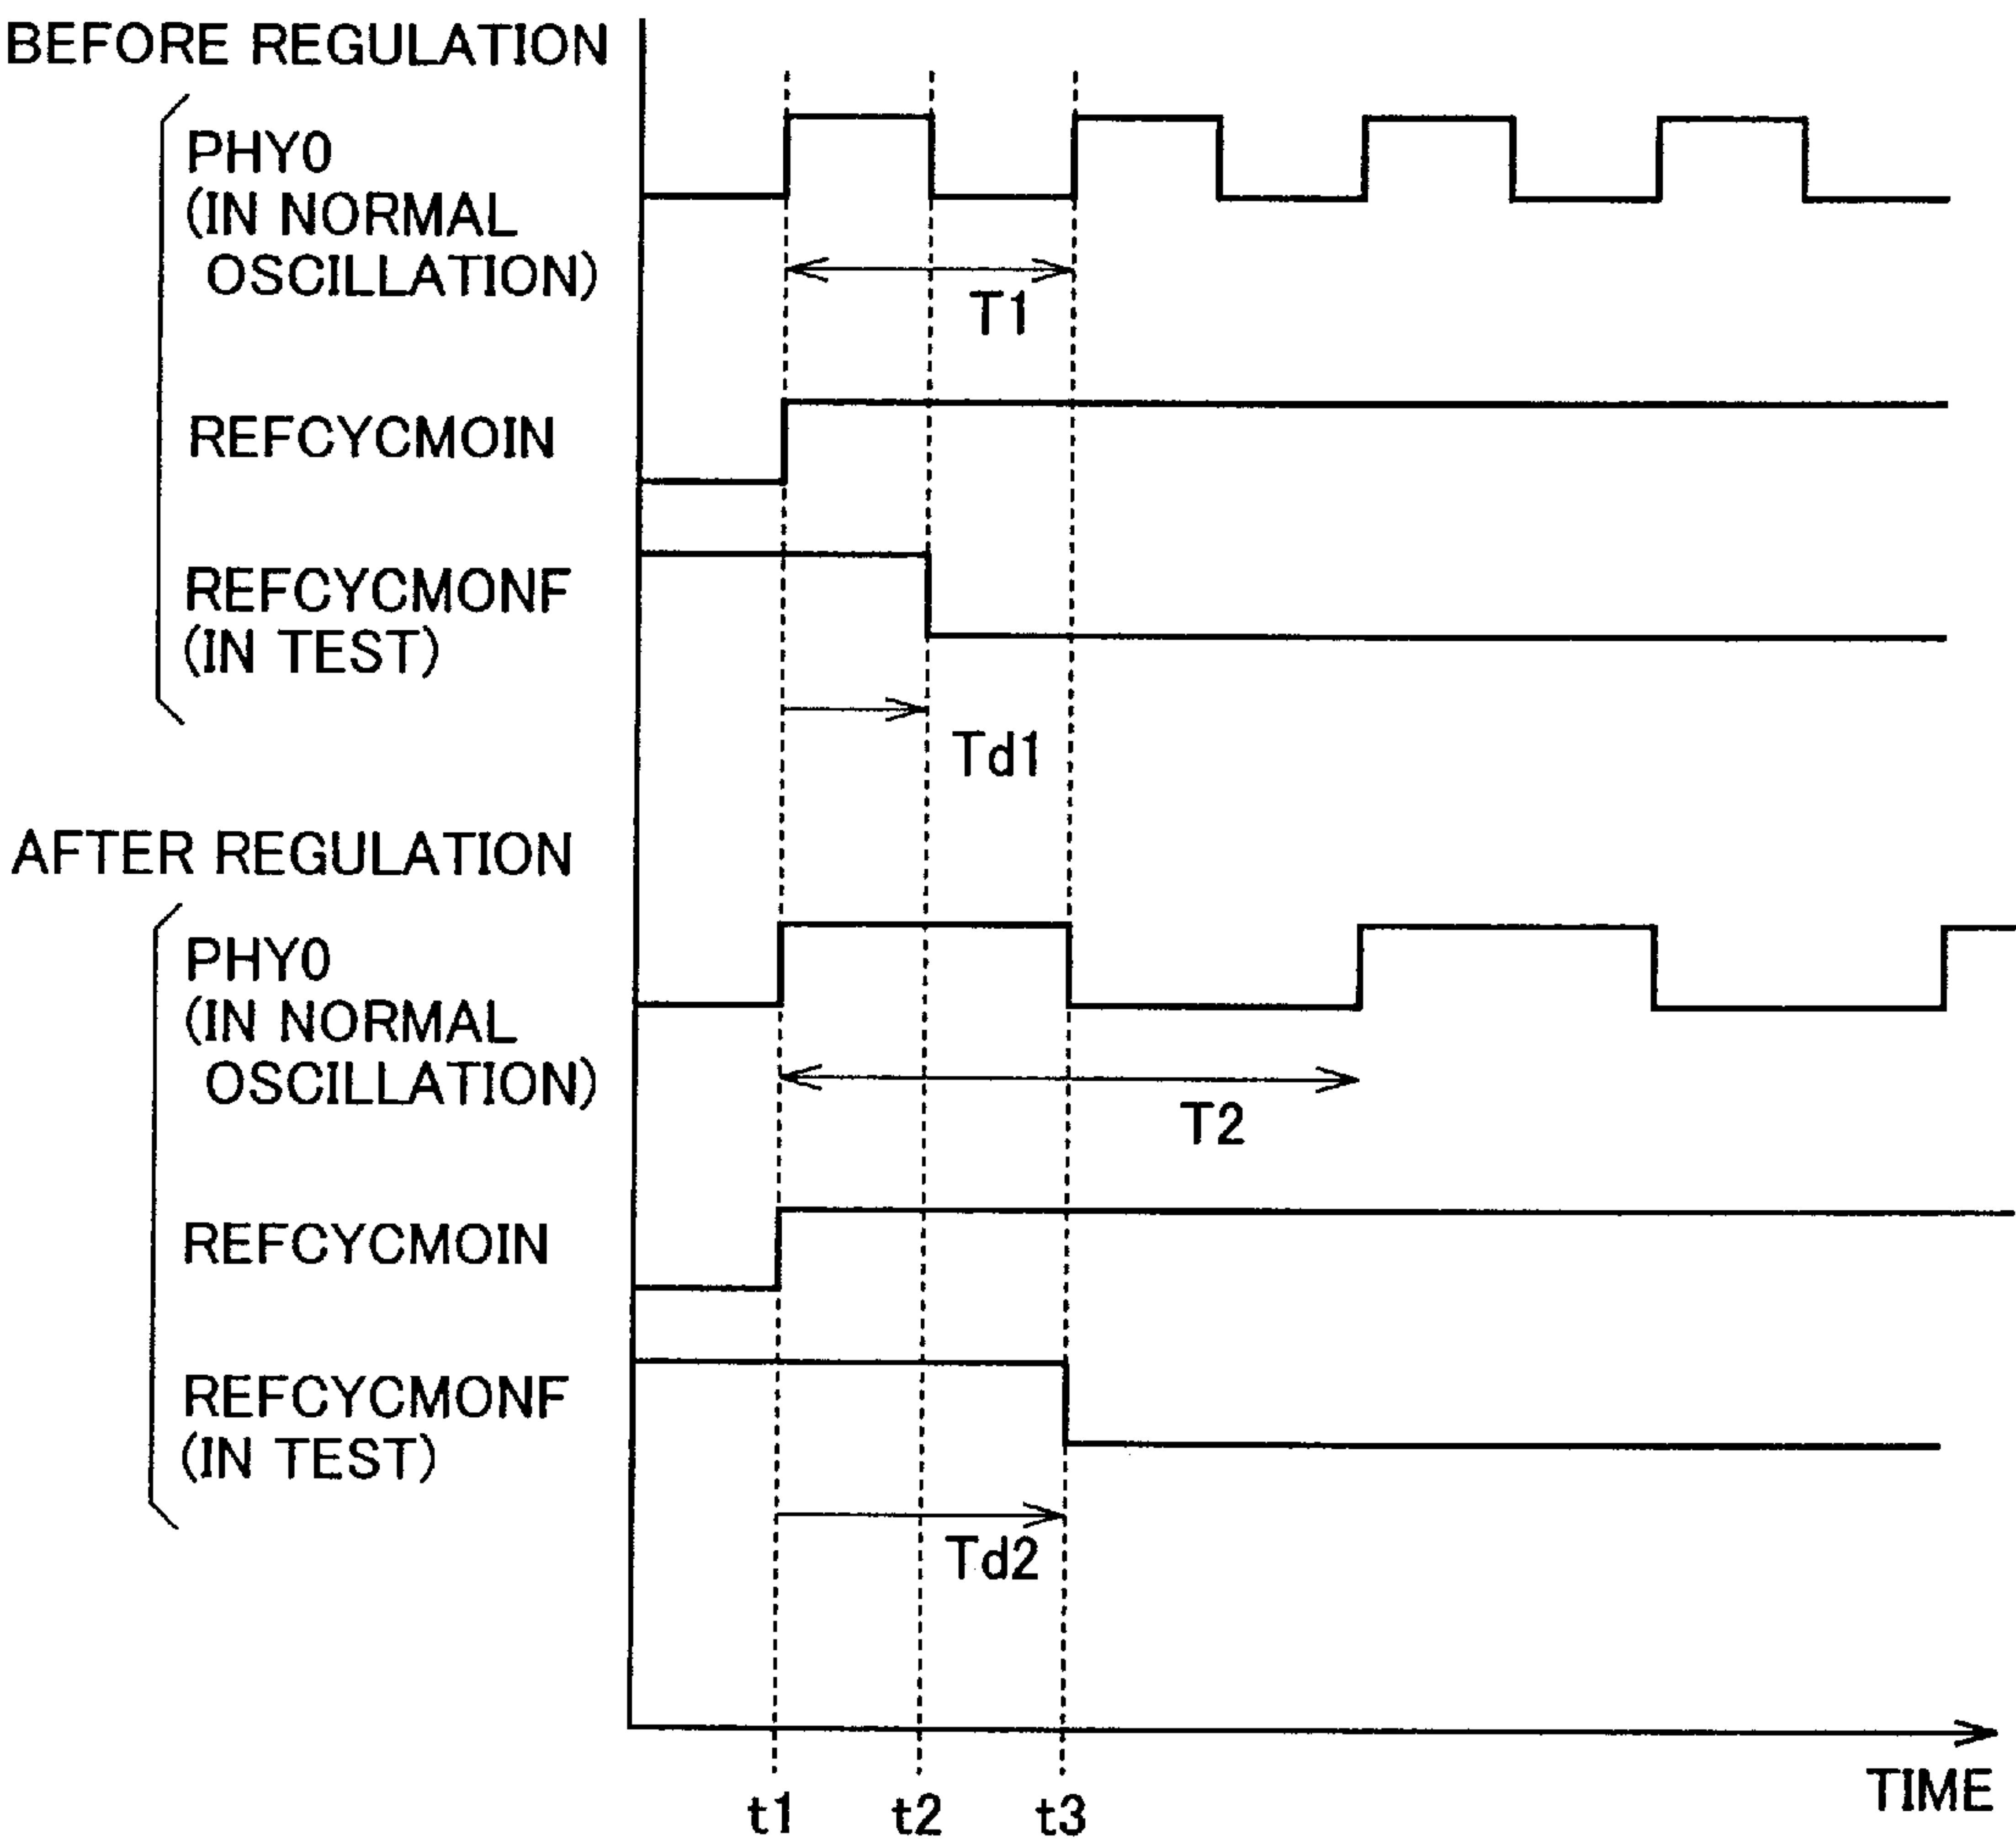 BEFORE REGULATION
PHY0
(IN NORMAL
OSCILLATION)
T1
REFCYCMOIN
REFCYCMONF
(IN TEST)
Td1
AFTER REGULATION
PHY0
(IN NORMAL
OSCILLATION)
T2
REFCYCMOIN
REFCYCMONF
(IN TEST)
Td2
TIME
t1 t2 t3